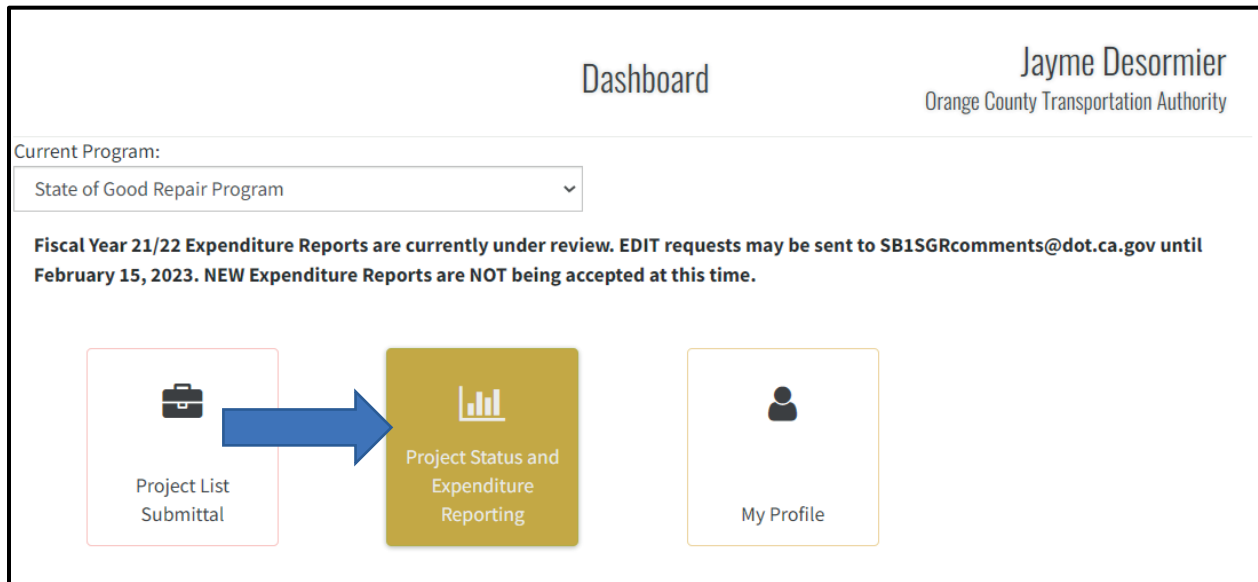 Dashboard
Jayme Desormier
Orange County Transportation Authority
Current Program:
State of Good Repair Program
Fiscal Year 21/22 Expenditure Reports are currently under review. EDIT requests may be sent to SB1SGRcomments@dot.ca.gov until
February 15, 2023. NEW Expenditure Reports are NOT being accepted at this time.
Project List
Submittal
Project Status and
Expenditure
Reporting
My Profile